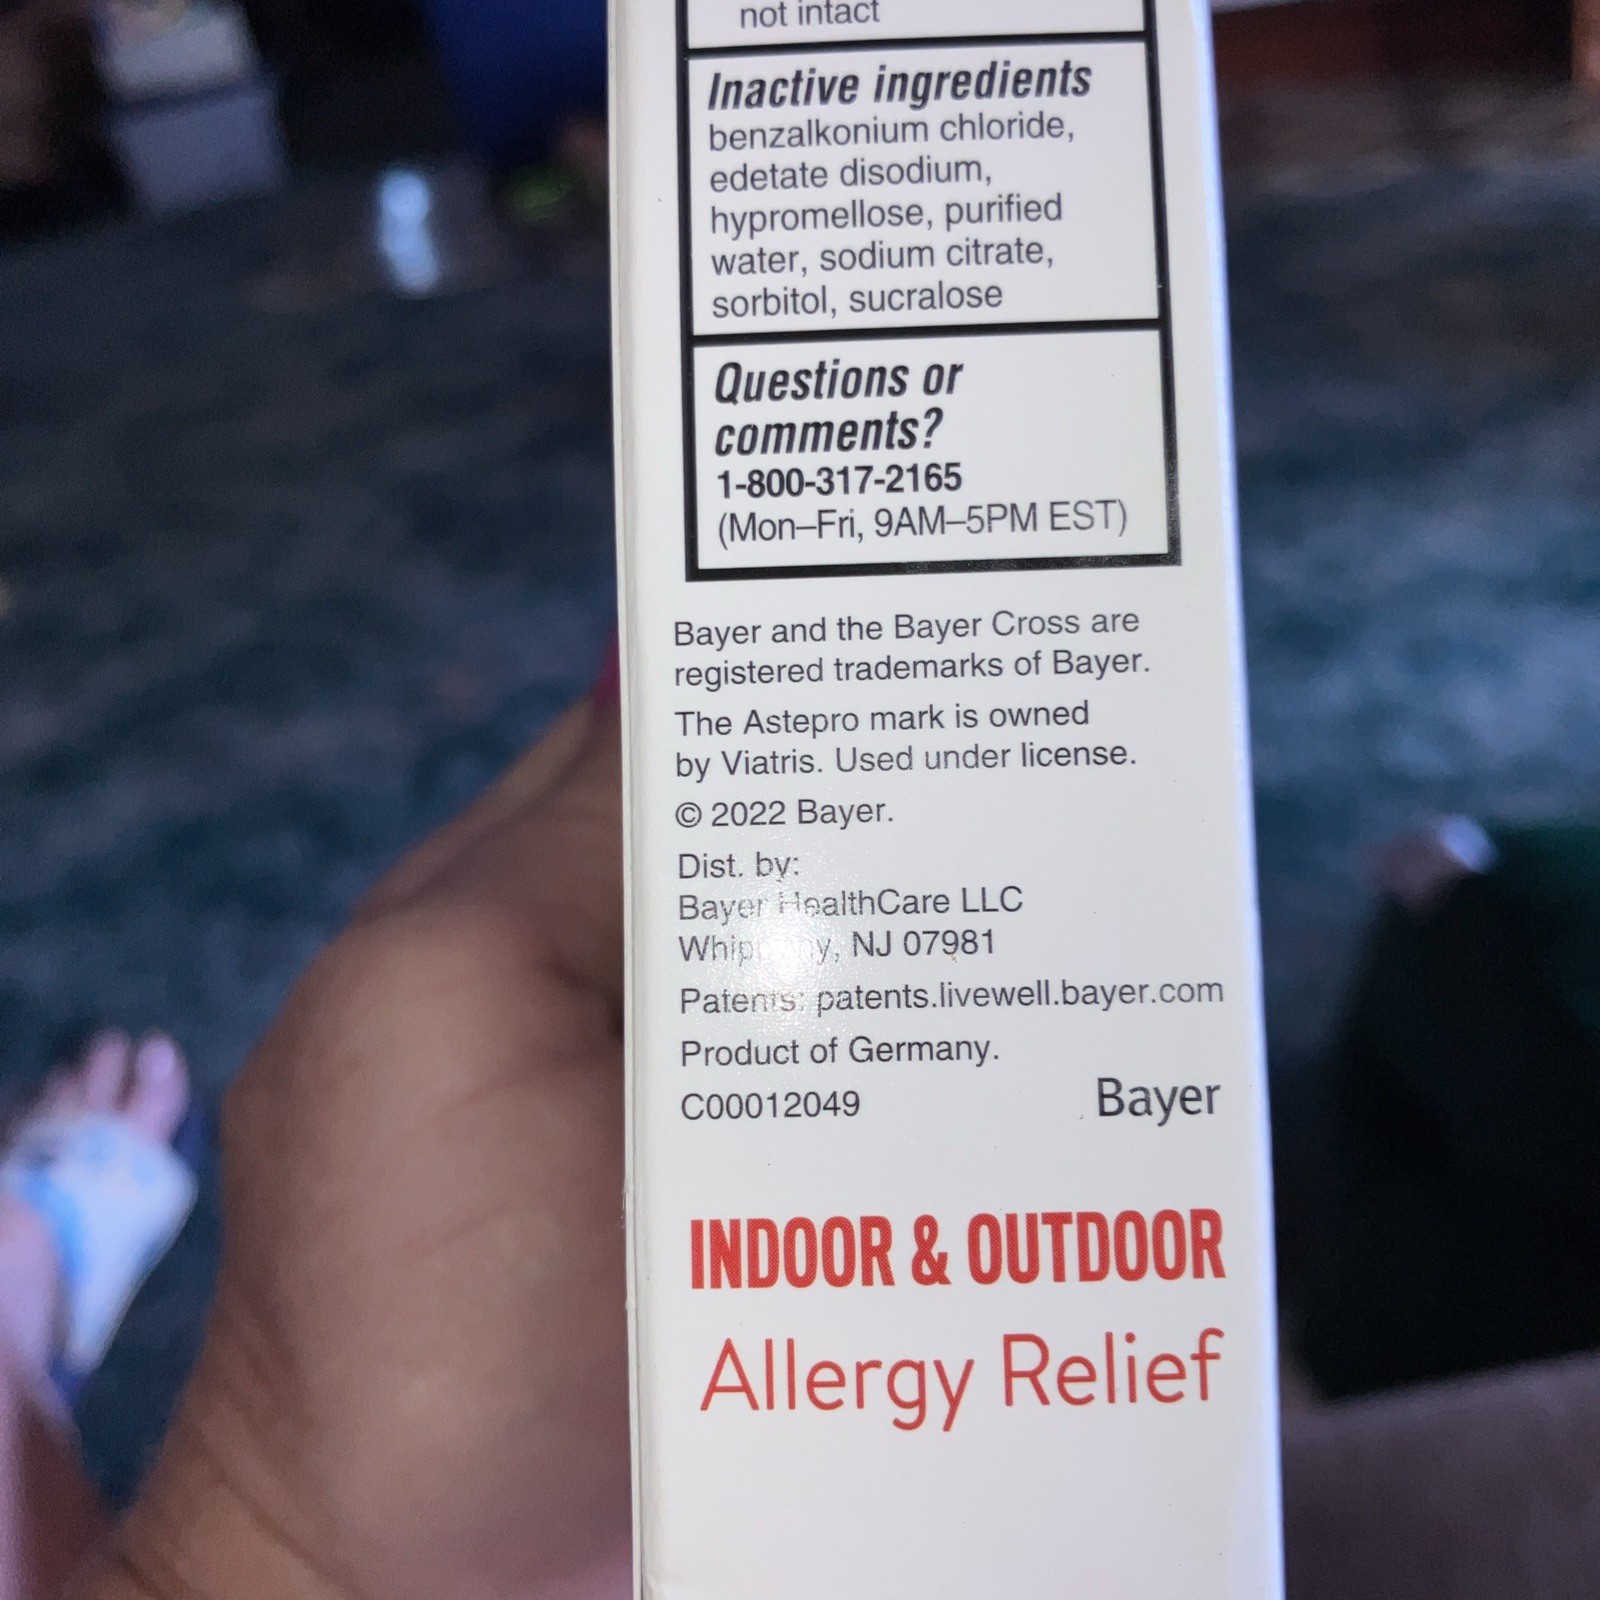 not intact
Inactive ingredients
benzalkonium chloride,
edetate disodium,
hypromellose, purified
water, sodium citrate,
sorbitol, sucralose
Questions or
comments?
1-800-317-2165
(Mon–Fri, 9AM–5PM EST)
Bayer and the Bayer Cross are
registered trademarks of Bayer.
The Astepro mark is owned
by Viatris. Used under license.
© 2022 Bayer.
Dist. by:
Bayer HealthCare LLC
NJ 07981
Patents: patents.livewell.bayer.com
Product of Germany.
C00012049
Bayer
INDOOR & OUTDOOR
Allergy Relief